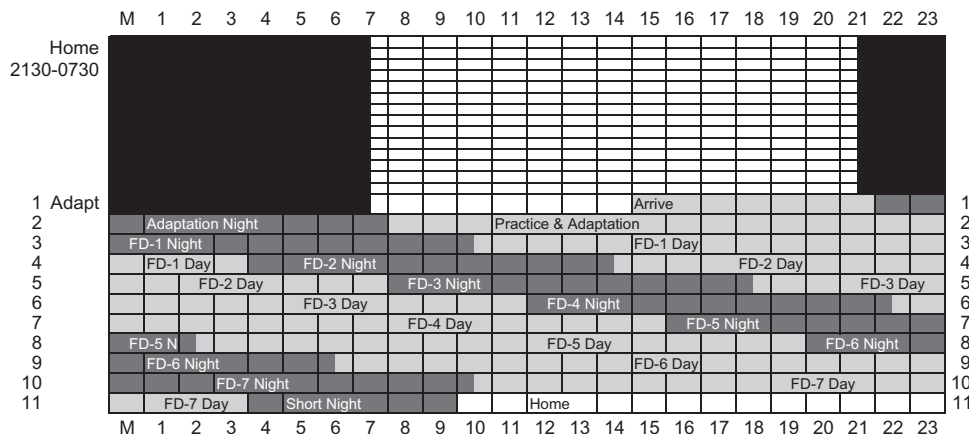 M 1 2 3 4 5 6 7 8 9 10 11 12 13 14 15 16 17 18 19 20 21 22 23
Home
2130-0730
1 Adapt Arrive 1
2 Adaptation Night Practice & Adaptation 2
3 FD-1 Night FD-1 Day 3
4 FD-1 Day FD-2 Night FD-2 Day 4
5 FD-2 Day FD-3 Night FD-3 Day 5
6 FD-3 Day FD-4 Night 6
7 FD-4 Day FD-5 Night 7
8 FD-5 N FD-5 Day FD-6 Night 8
9 FD-6 Night FD-6 Day 9
10 FD-7 Night FD-7 Day 10
11 FD-7 Day Short Night Home 11
M 1 2 3 4 5 6 7 8 9 10 11 12 13 14 15 16 17 18 19 20 21 22 23